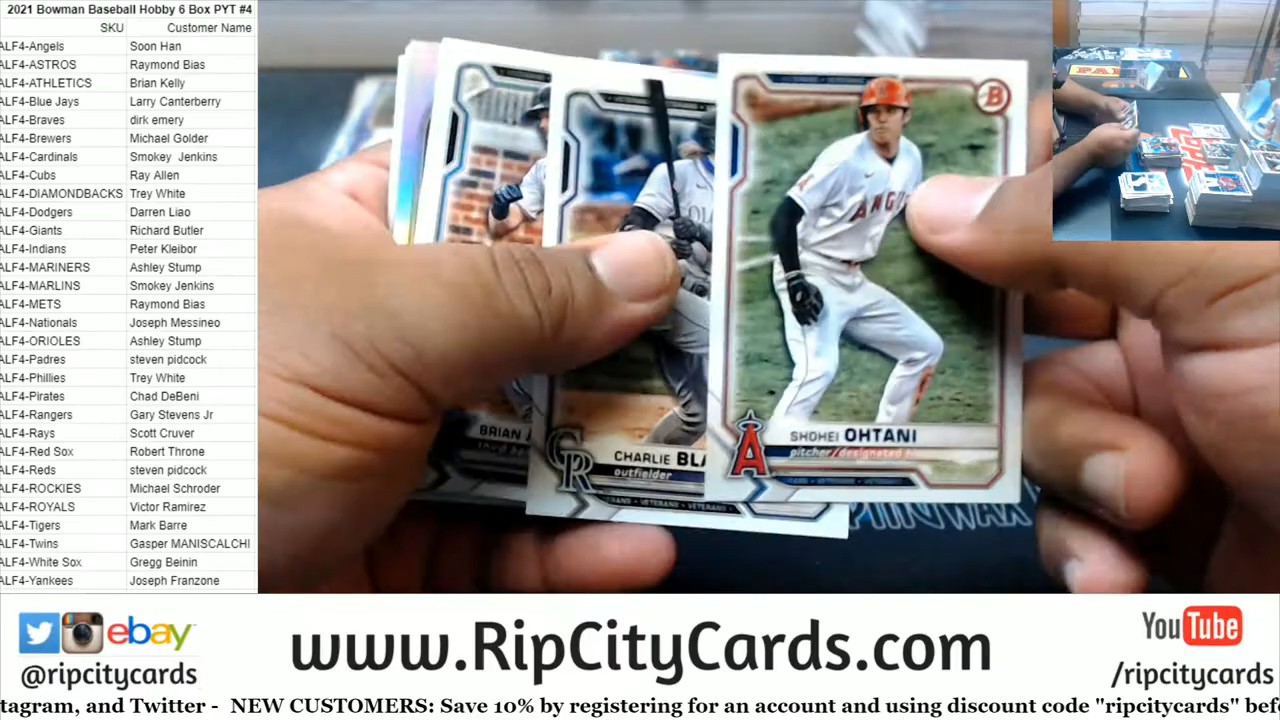 2021 Bowman Baseball Hobby 6 Box PYT #4
SKU Customer Name
ALF4-Angels Soon Han
ALF4-ASTROS Raymond Bias
ALF4-ATHLETICS Brian Kelly
ALF4-Blue Jays Larry Canterberry
ALF4-Braves dirk emery
ALF4-Brewers Michael Golder
ALF4-Cardinals Smokey Jenkins
ALF4-Cubs Ray Allen
ALF4-DIAMONDBACKS Trey White
ALF4-Dodgers Darren Liao
ALF4-Giants Richard Butler
ALF4-Indians Peter Kleibor
ALF4-MARINERS Ashley Stump
ALF4-MARLINS Smokey Jenkins
ALF4-METS Raymond Bias
ALF4-Nationals Joseph Messineo
ALF4-ORIOLES Ashley Stump
ALF4-Padres steven pidcock
ALF4-Phillies Trey White
ALF4-Pirates Chad DeBeni
ALF4-Rangers Gary Stevens Jr
ALF4-Rays Scott Cruver
ALF4-Red Sox Robert Throne
ALF4-Reds steven pidcock
ALF4-ROCKIES Michael Schroder
ALF4-ROYALS Victor Ramirez
ALF4-Tigers Mark Barre
ALF4-Twins Gasper MANISCALCHI
ALF4-White Sox Gregg Beinin
ALF4-Yankees Joseph Franzone
B
ANG
SHOHEI OHTANI
pitcher/designated
A
CR
CHARLIE BLA
outfielder
VETERANS
BRIAN
ebay
@ripcitycards
www.RipCityCards.com
YouTube
/ripcitycards
tagram, and Twitter - NEW CUSTOMERS: Save 10% by registering for an account and using discount code "ripcitycards" bef